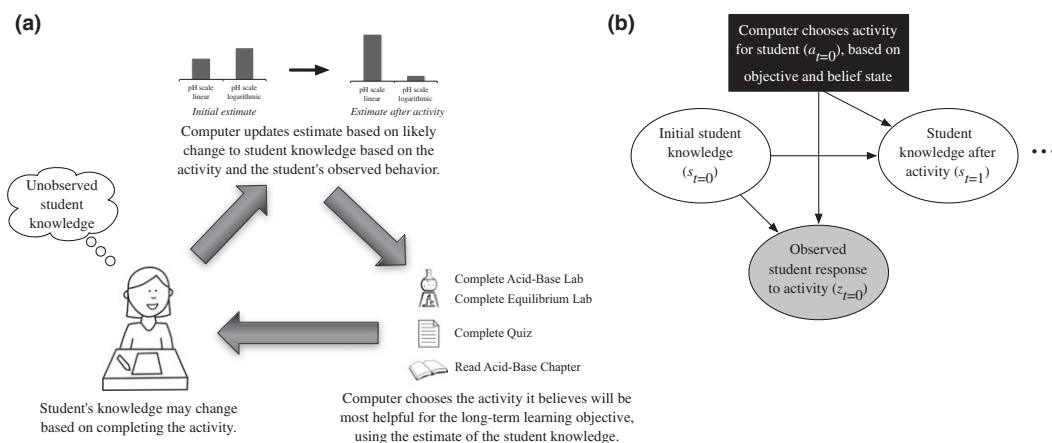 (a)
pH scale
linear
pH scale
logarithmic
Initial estimate
pH scale
linear
pH scale
logarithmic
Estimate after activity
Computer updates estimate based on likely
change to student knowledge based on the
activity and the student's observed behavior.
Unobserved
student
knowledge
Complete Acid-Base Lab
Complete Equilibrium Lab
Complete Quiz
Read Acid-Base Chapter
Student's knowledge may change
based on completing the activity.
Computer chooses the activity it believes will be
most helpful for the long-term learning objective,
using the estimate of the student knowledge.
(b)
Computer chooses activity
for student (a_{t=0}), based on
objective and belief state
Initial student
knowledge
(s_{t=0})
Student
knowledge after
activity (s_{t=1})
Observed
student response
to activity (z_{t=0})